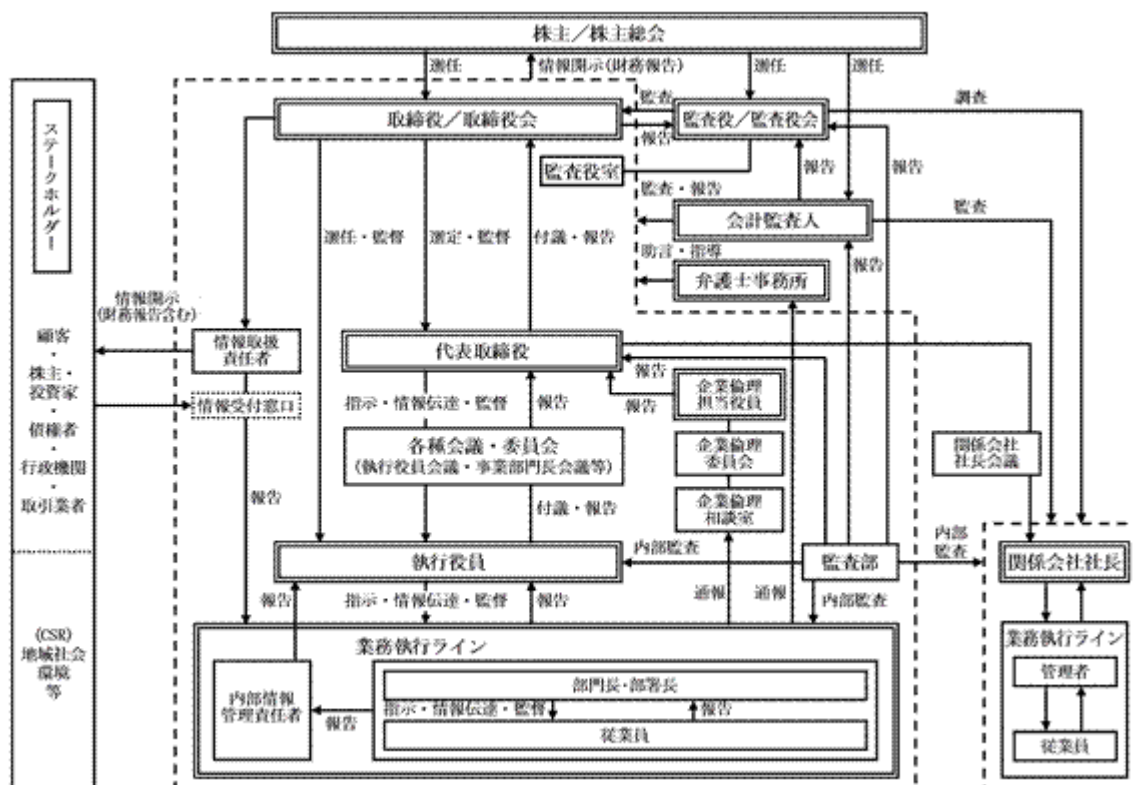 株主／株主総会
選任
情報開示(財務報告)
選任
選任
監査
調査
取締役／取締役会
監査役／監査役会
報告
監査役室
報告
報告
監査・報告
会計監査人
監査
ステークホルダー
選任・監督
選定・監督
付議・報告
助言・指導
報告
弁護士事務所
情報開示
(財務報告含む)
情報取扱
責任者
代表取締役
顧客
・
株主・
投資家
・
債権者
・
行政機関
・
取引業者
報告
企業倫理
担当役員
報告
情報受付窓口
指示・情報伝達・監督
報告
各種会議・委員会
(執行役員会議・事業部門長会議等)
企業倫理
委員会
関係会社
社長会議
報告
付議・報告
企業倫理
相談室
内部監査
内部
監査
執行役員
監査部
関係会社社長
報告
指示・情報伝達・監督
報告
通報
通報
内部監査
(CSR)
地域社会
環境
等
業務執行ライン
業務執行ライン
内部情報
管理責任者
部門長・部署長
管理者
報告
指示・情報伝達・監督
報告
従業員
従業員